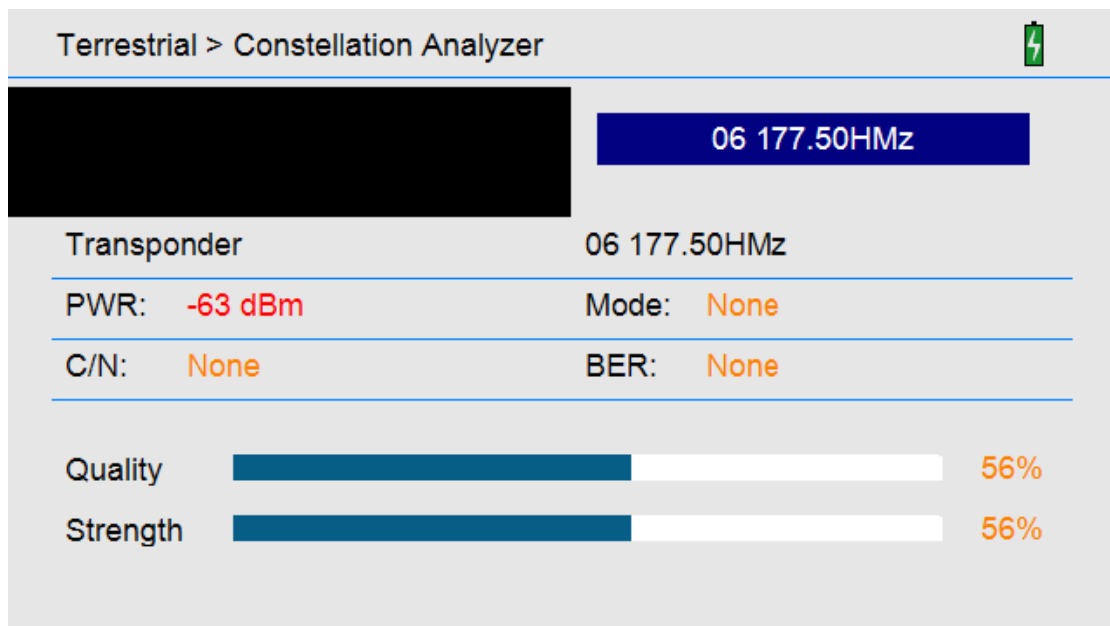 Terrestrial > Constellation Analyzer
06 177.50HMz
Transponder 06 177.50HMz
PWR: -63 dBm Mode: None
C/N: None BER: None
Quality 56%
Strength 56%